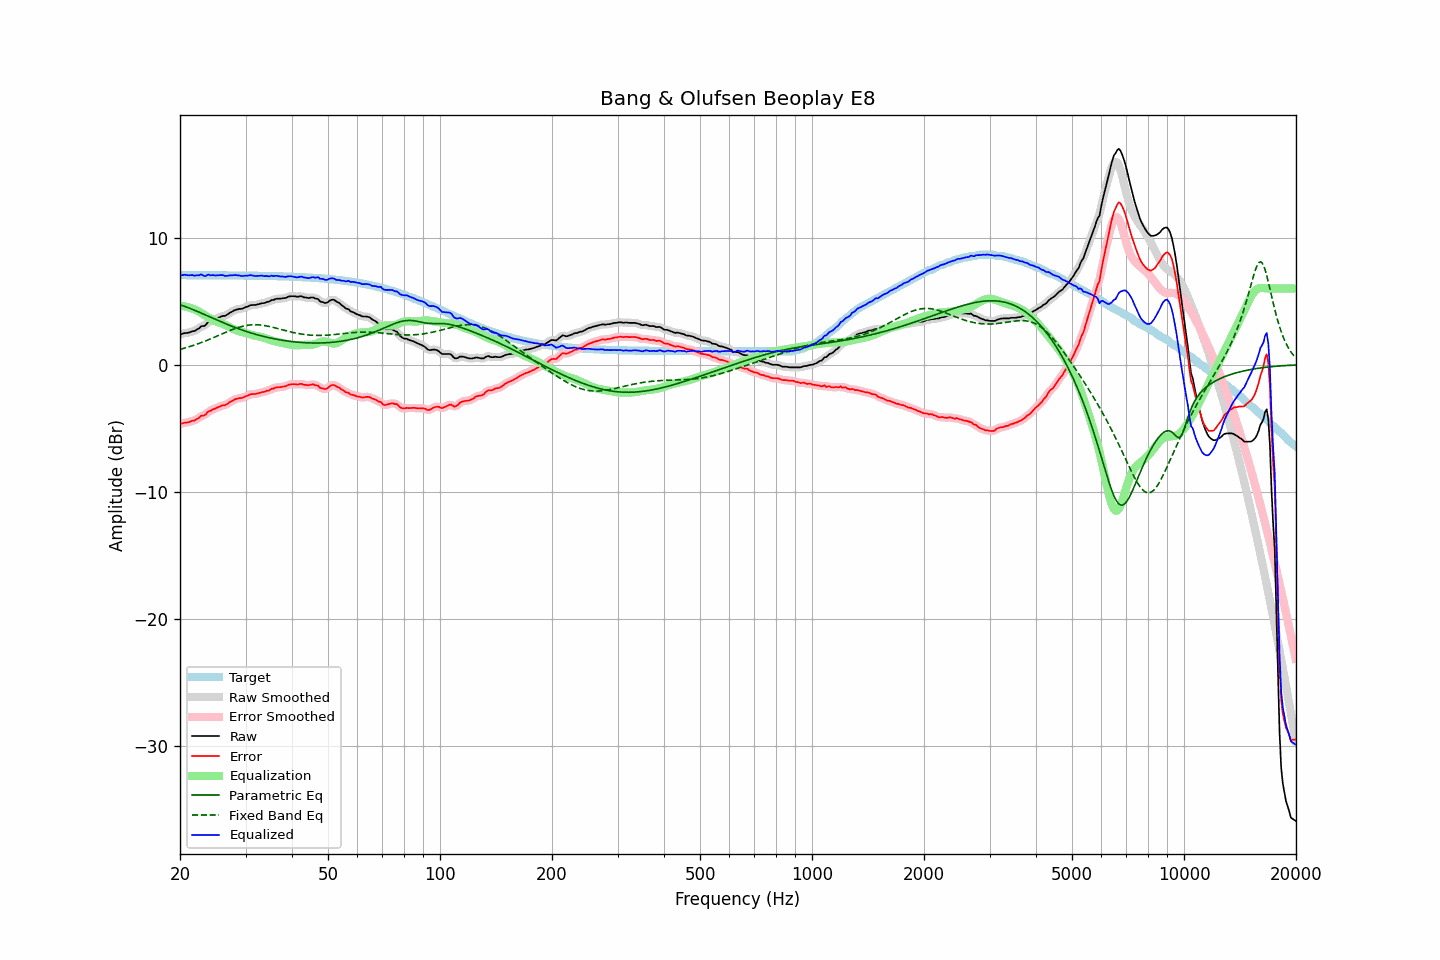 Bang & Olufsen Beoplay E8
Amplitude (dBr)
10
0
−10
−20
−30
Target
Raw Smoothed
Error Smoothed
Raw
Error
Equalization
Parametric Eq
Fixed Band Eq
Equalized
20 50 100 200 500 1000 2000 5000 10000 20000
Frequency (Hz)